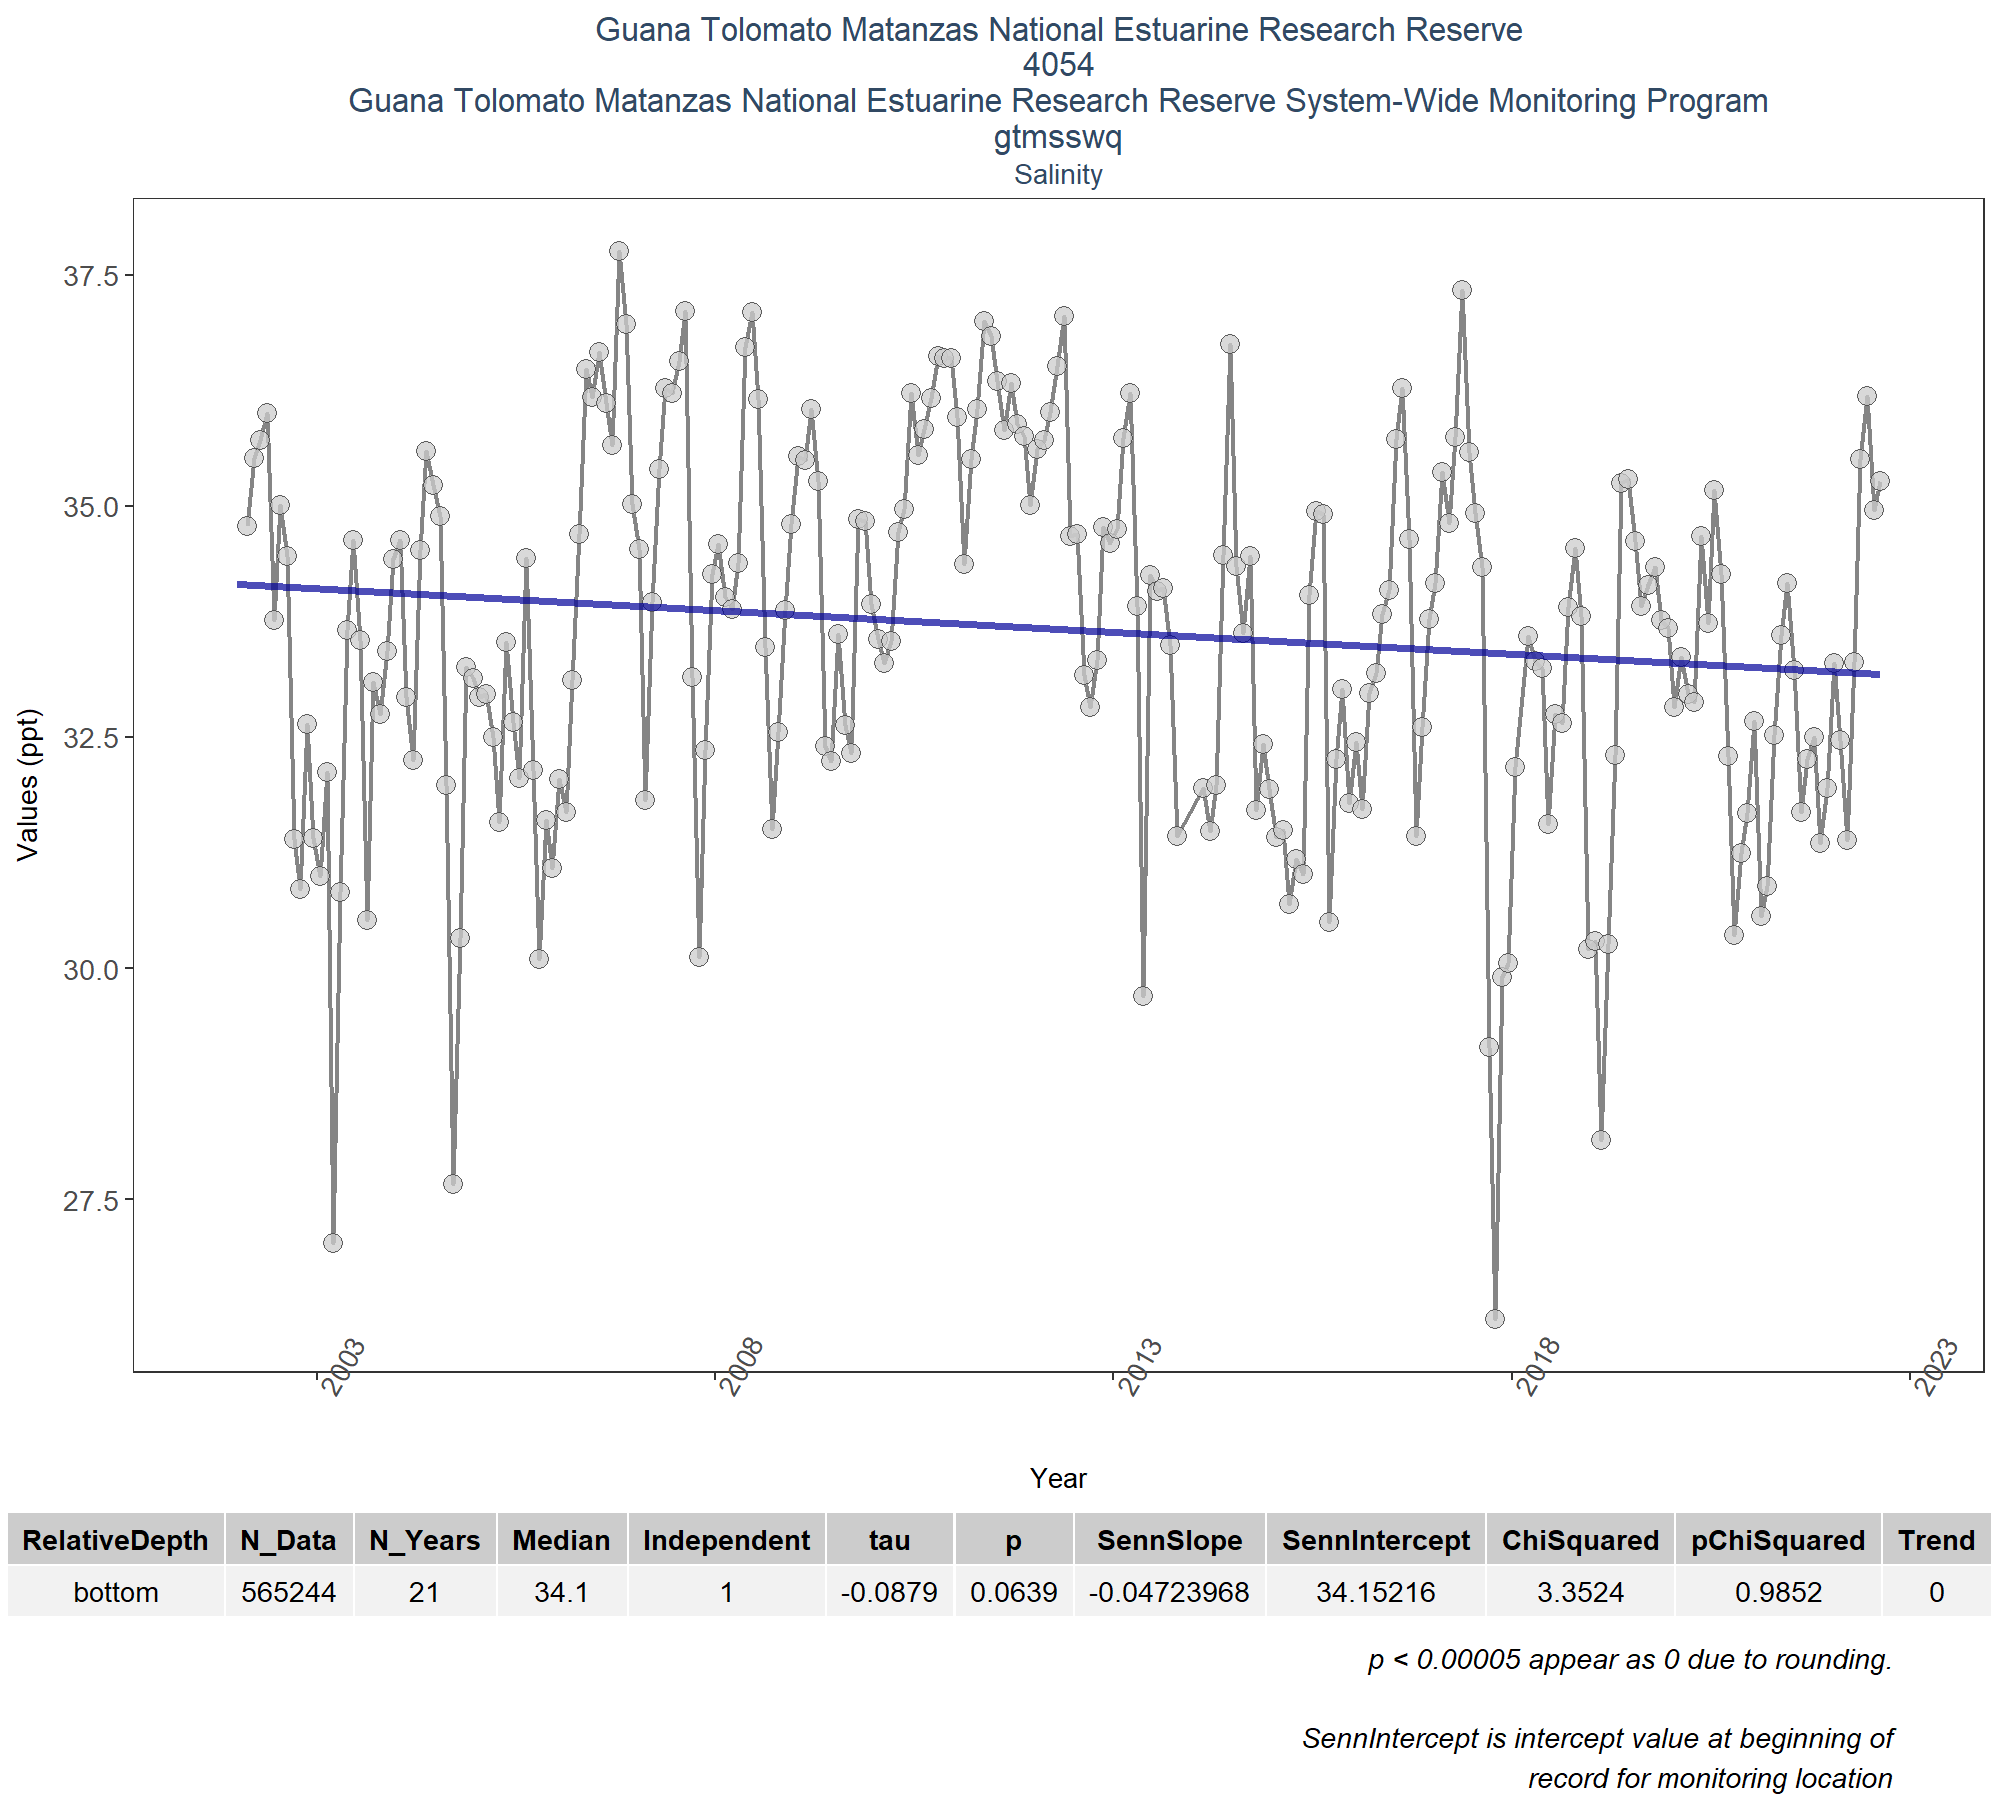 Guana Tolomato Matanzas National Estuarine Research Reserve
4054
Guana Tolomato Matanzas National Estuarine Research Reserve System-Wide Monitoring Program
gtmsswq
Salinity
37.5
35.0
32.5
30.0
27.5
Values (ppt)
2003 2008 2013 2018 2023
Year
RelativeDepth N_Data N_Years Median Independent tau p SennSlope SennIntercept ChiSquared pChiSquared Trend
bottom 565244 21 34.1 1 -0.0879 0.0639 -0.04723968 34.15216 3.3524 0.9852 0
p < 0.00005 appear as 0 due to rounding.
SennIntercept is intercept value at beginning of
record for monitoring location